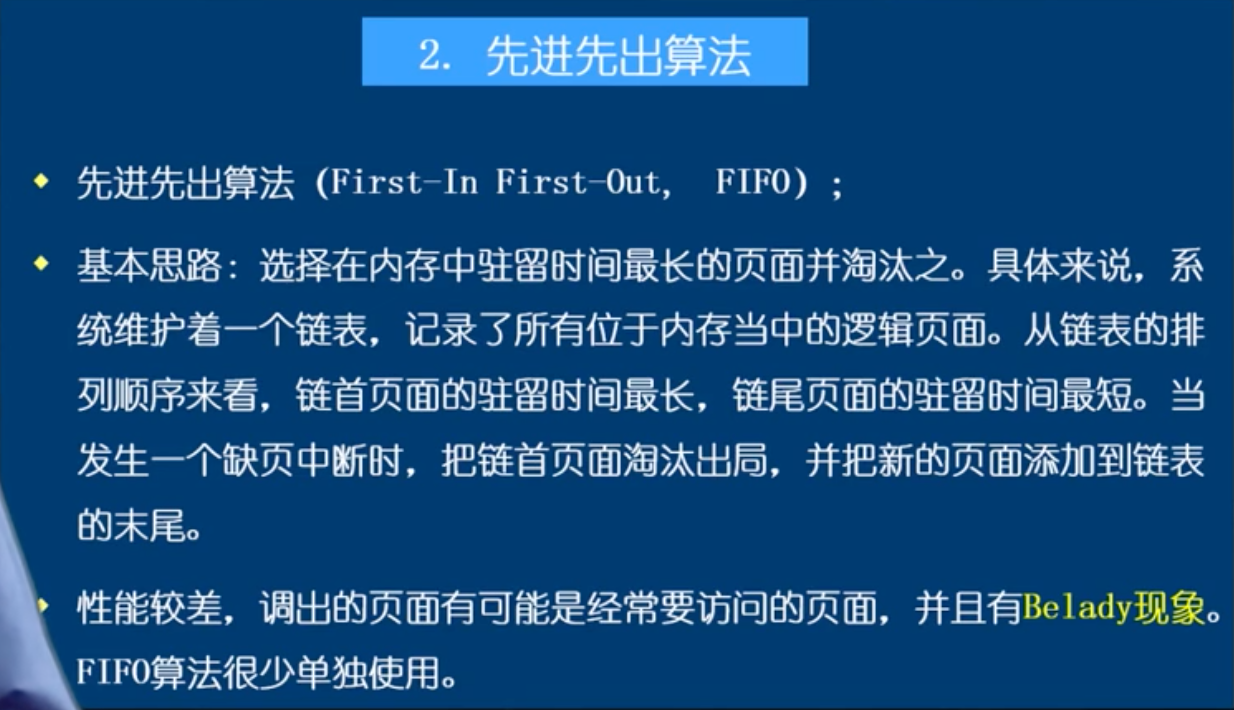 2. 先进先出算法
先进先出算法（First-In First-Out, FIFO）;
基本思路：选择在内存中驻留时间最长的页面并淘汰之。具体来说，系
统维护着一个链表，记录了所有位于内存当中的逻辑页面。从链表的排
列顺序来看，链首页面的驻留时间最长，链尾页面的驻留时间最短。当
发生一个缺页中断时，把链首页面淘汰出局，并把新的页面添加到链表
的末尾。
性能较差，调出的页面有可能是经常要访问的页面，并且有Belady现象。
FIFO算法很少单独使用。